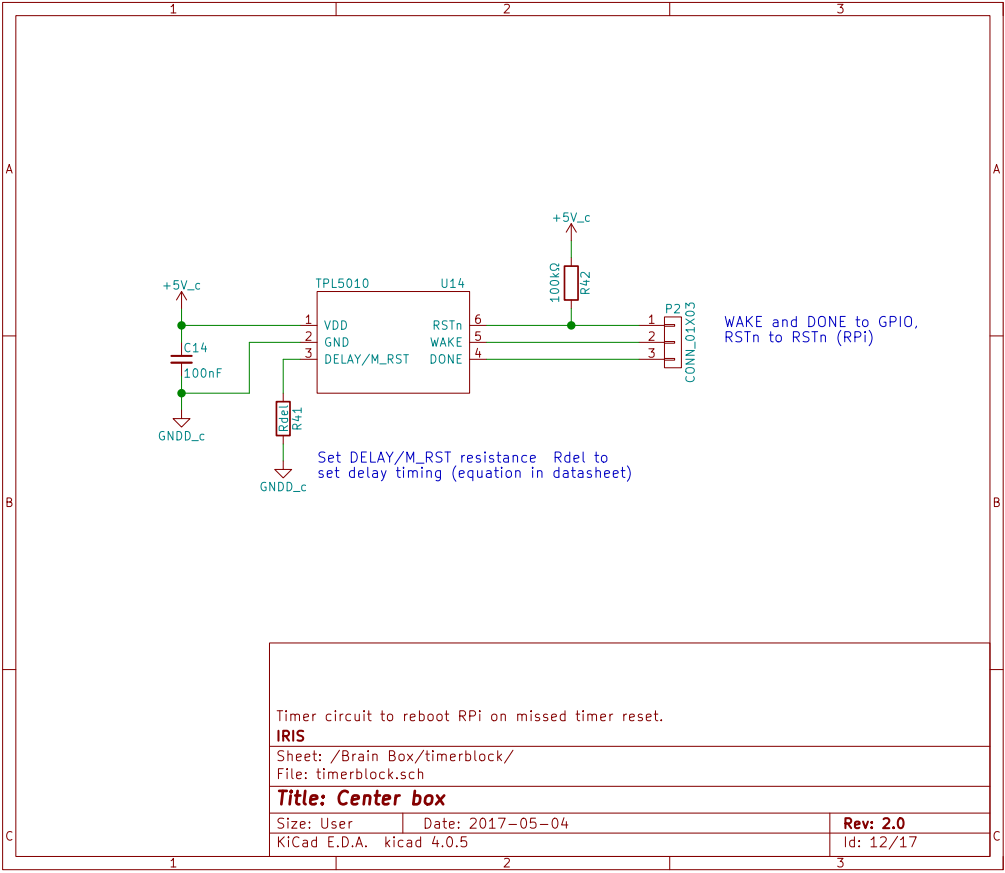 1 2 3
A A
+5V_c
100kΩ
R42
+5V_c
TPL5010 U14
P2
CONN_01X03
1 VDD RSTn 6 1
2 GND WAKE 5 2
3 DELAY/M_RST DONE 4 3
WAKE and DONE to GPIO,
RSTn to RSTn (RPi)
C14
100nF
Rdel
R41
GNDD_c
Set DELAY/M_RST resistance  Rdel to
set delay timing (equation in datasheet)
GNDD_c
B B
Timer circuit to reboot RPi on missed timer reset.
IRIS
Sheet: /Brain Box/timerblock/
File: timerblock.sch
Title: Center box
Size: User Date: 2017-05-04 Rev: 2.0
KiCad E.D.A.  kicad 4.0.5 Id: 12/17
C C
1 2 3